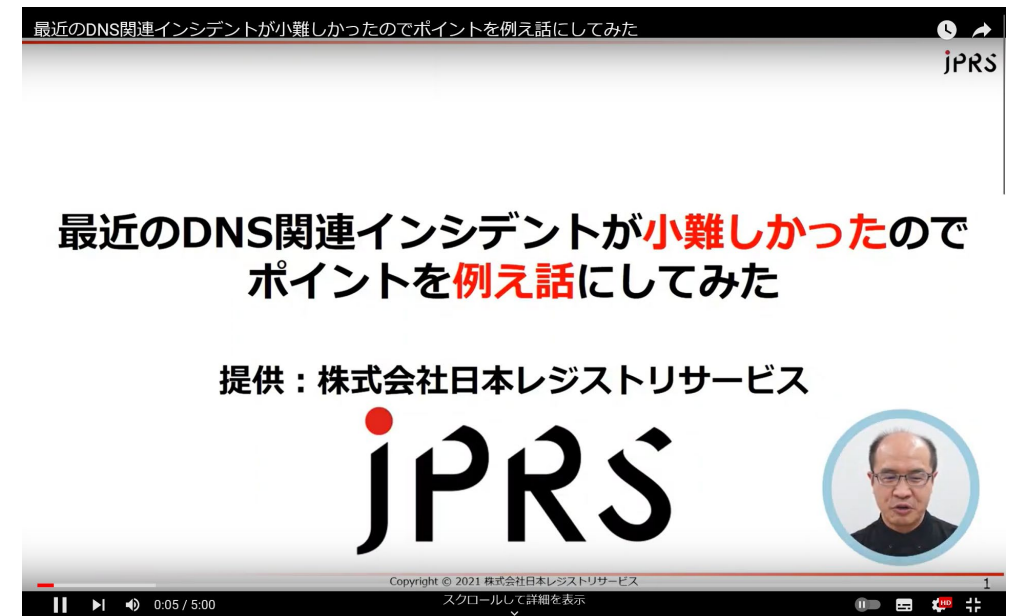 最近のDNS関連インシデントが小難しかったのでポイントを例え話にしてみた
JPRS
最近のDNS関連インシデントが小難しかったので
ポイントを例え話にしてみた
提供：株式会社日本レジストリサービス
JPRS
Copyright © 2021 株式会社日本レジストリサービス
1
0:05 / 5:00
スクロールして詳細を表示
HD